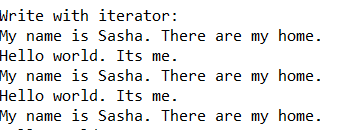 Write with iterator:
My name is Sasha. There are my home.
Hello world. Its me.
My name is Sasha. There are my home.
Hello world. Its me.
My name is Sasha. There are my home.